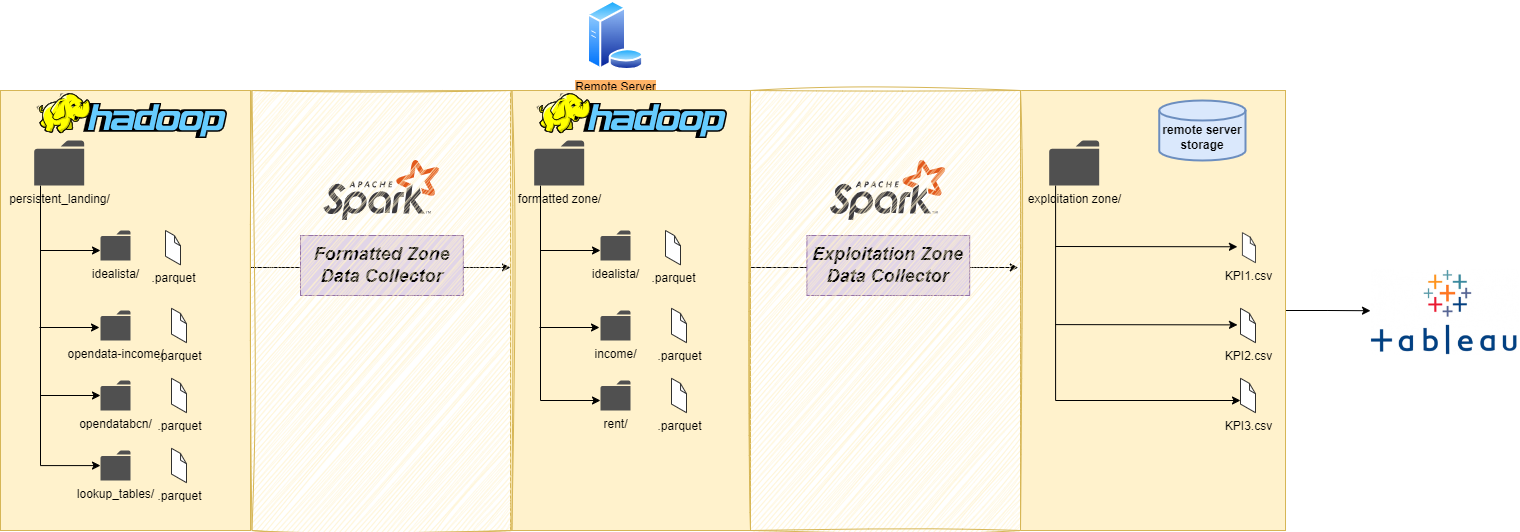 Remote Server
hadoop
hadoop
remote server
storage
persistent_landing/
APACHE
Spark
TM
formatted zone/
APACHE
Spark
TM
exploitation zone/
idealista/
.parquet
Formatted Zone
Data Collector
idealista/
.parquet
Exploitation Zone
Data Collector
KPI1.csv
opendata-income/
.parquet
income/
.parquet
KPI2.csv
+ableau
opendatabcn/
.parquet
rent/
.parquet
KPI3.csv
lookup_tables/
.parquet